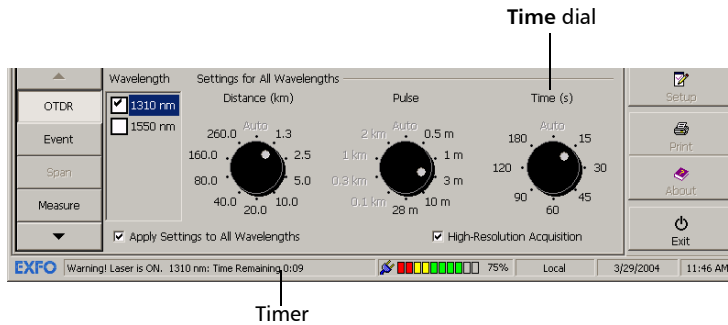 Time dial
Wavelength
Settings for All Wavelengths
Setup
OTDR
1310 nm
Distance (km)
Pulse
Time (s)
1550 nm
Auto
260.0
1.3
160.0
2.5
80.0
5.0
40.0
20.0
10.0
Auto
2 km
0.5 m
1 km
1 m
0.3 km
3 m
0.1 km
28 m
10 m
Auto
180
15
120
30
90
60
45
Event
Print
Span
About
Measure
Apply Settings to All Wavelengths
High-Resolution Acquisition
Exit
EXFO Warning! Laser is ON. 1310 nm: Time Remaining 0:09 75% Local 3/29/2004 11:46 AM
Timer